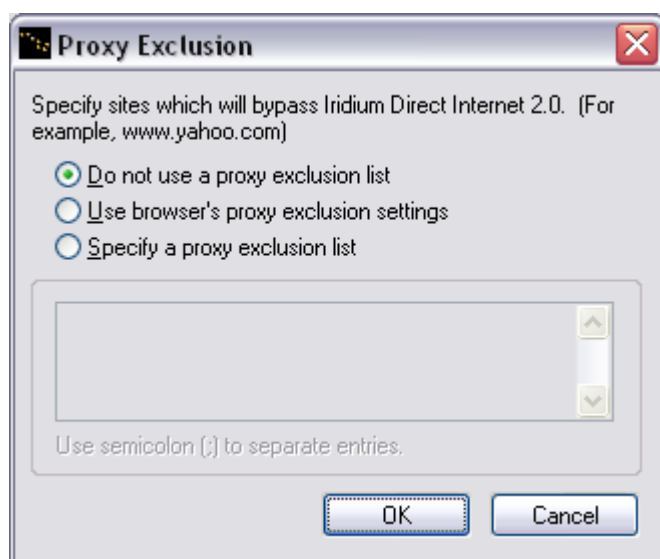 Proxy Exclusion
Specify sites which will bypass Iridium Direct Internet 2.0.  (For
example, www.yahoo.com)
Do not use a proxy exclusion list
Use browser's proxy exclusion settings
Specify a proxy exclusion list
Use semicolon (;) to separate entries.
OK
Cancel